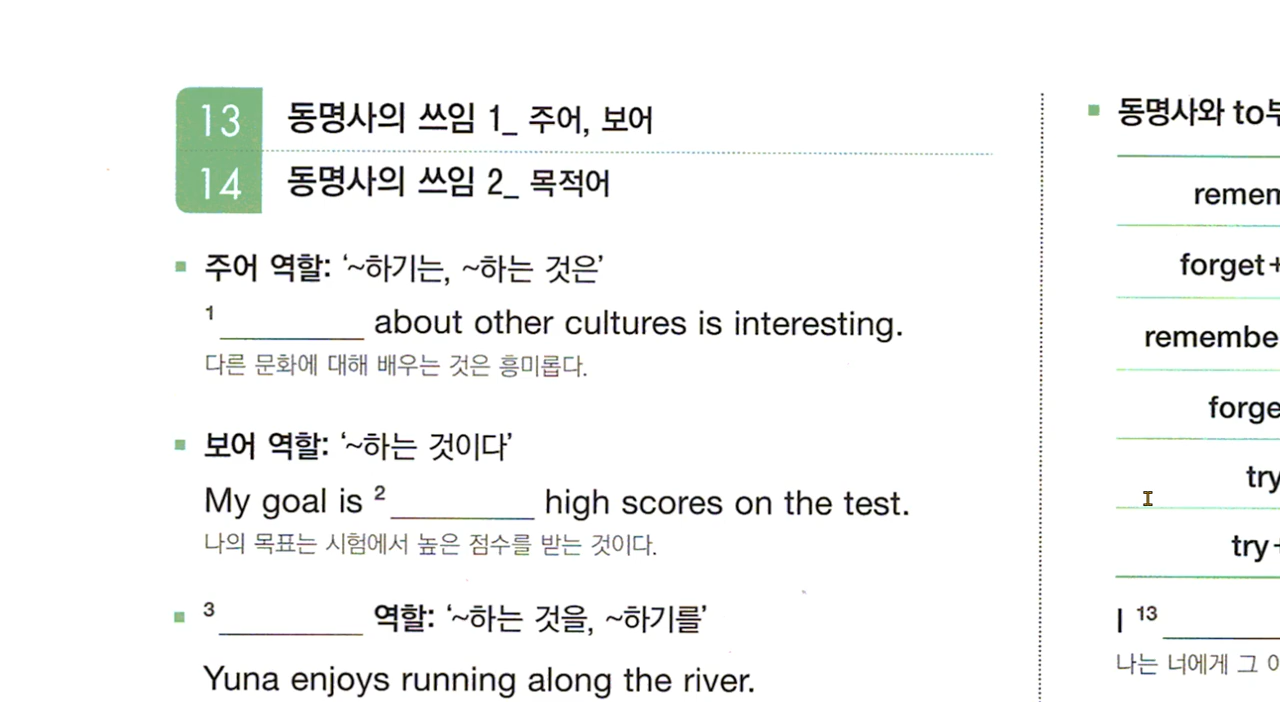 13 동명사의 쓰임 1_ 주어, 보어
14 동명사의 쓰임 2_ 목적어
주어 역할: ‘~하기는, ~하는 것은’
1 ________ about other cultures is interesting.
다른 문화에 대해 배우는 것은 흥미롭다.
보어 역할: ‘~하는 것이다’
My goal is 2 ________ high scores on the test.
나의 목표는 시험에서 높은 점수를 받는 것이다.
3 ________ 역할: ‘~하는 것을, ~하기를’
Yuna enjoys running along the river.
동명사와 to
remem
forget+
remembe
forge
try
try+
I 13 ________
나는 너에게 그